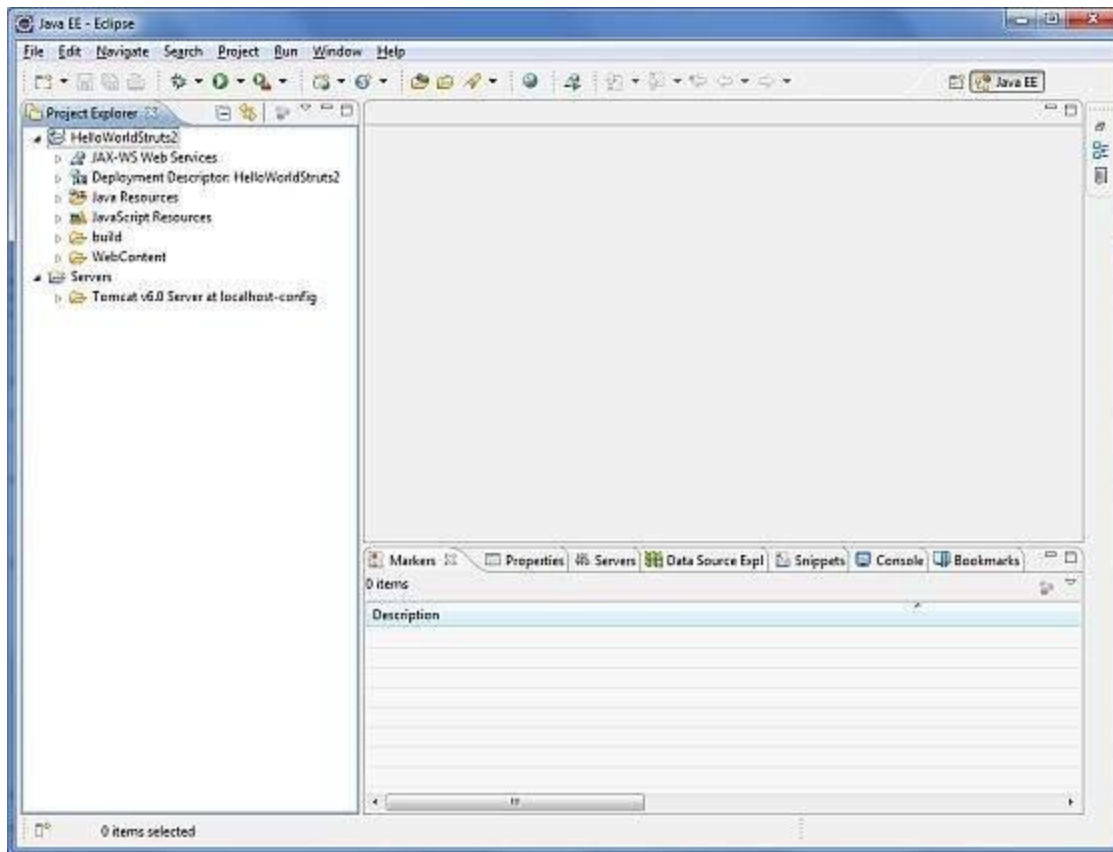 Java EE - Eclipse
File Edit Navigate Search Project Run Window Help
Java EE
Project Explorer
HelloWorldStruts2
JAX-WS Web Services
Deployment Descriptor: HelloWorldStruts2
Java Resources
JavaScript Resources
build
WebContent
Servers
Tomcat v6.0 Server at localhost-config
Markers Properties Servers Data Source Expl Snippets Console Bookmarks
0 items
Description
0 items selected